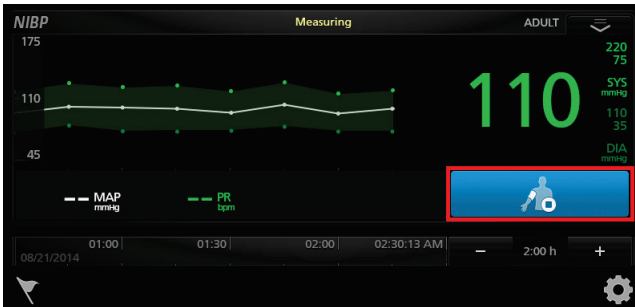 NIBP Measuring ADULT
175
220
75
110
110
SYS
mmHg
110
35
45
DIA
mmHg
-- MAP
mmHg
-- PR
bpm
01:00 01:30 02:00 02:30:13 AM
08/21/2014
− 2:00 h +